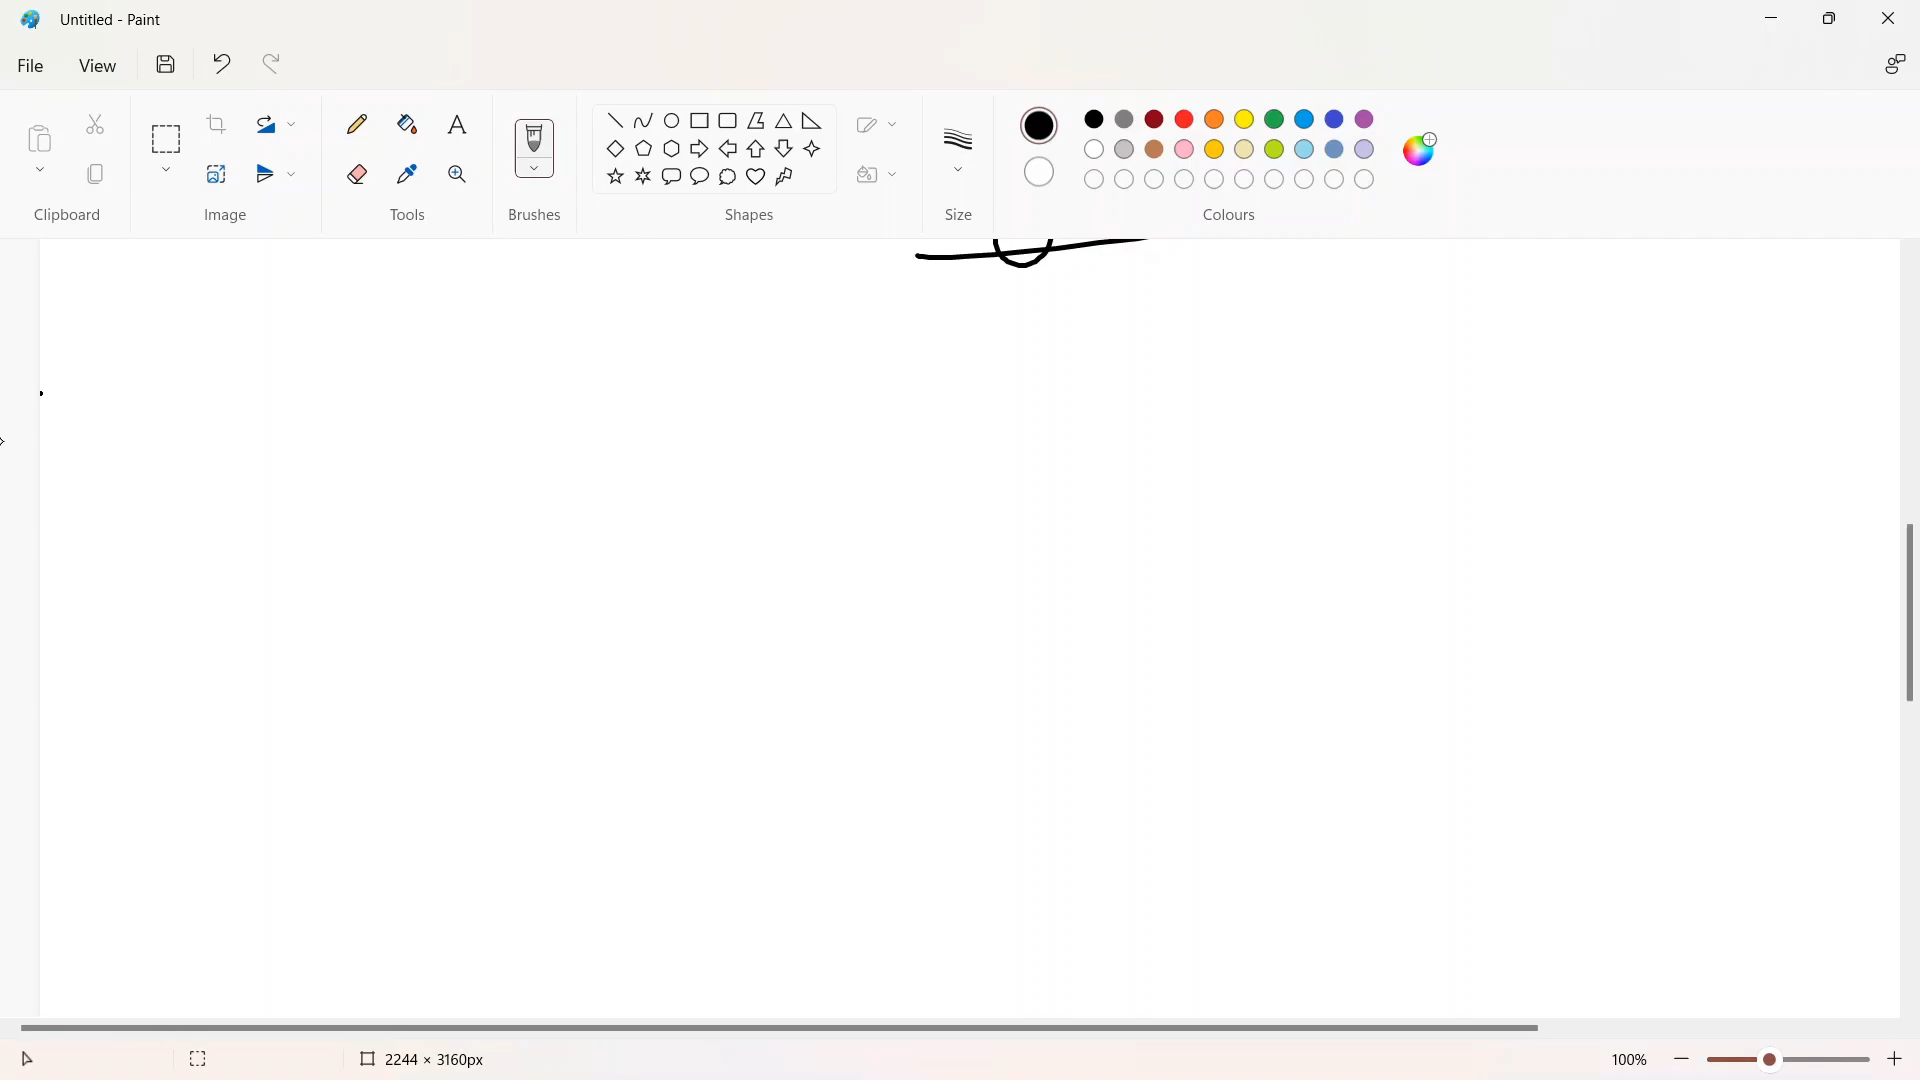 Untitled - Paint
File View
Clipboard Image Tools Brushes Shapes Size Colours
2244 × 3160px 100%